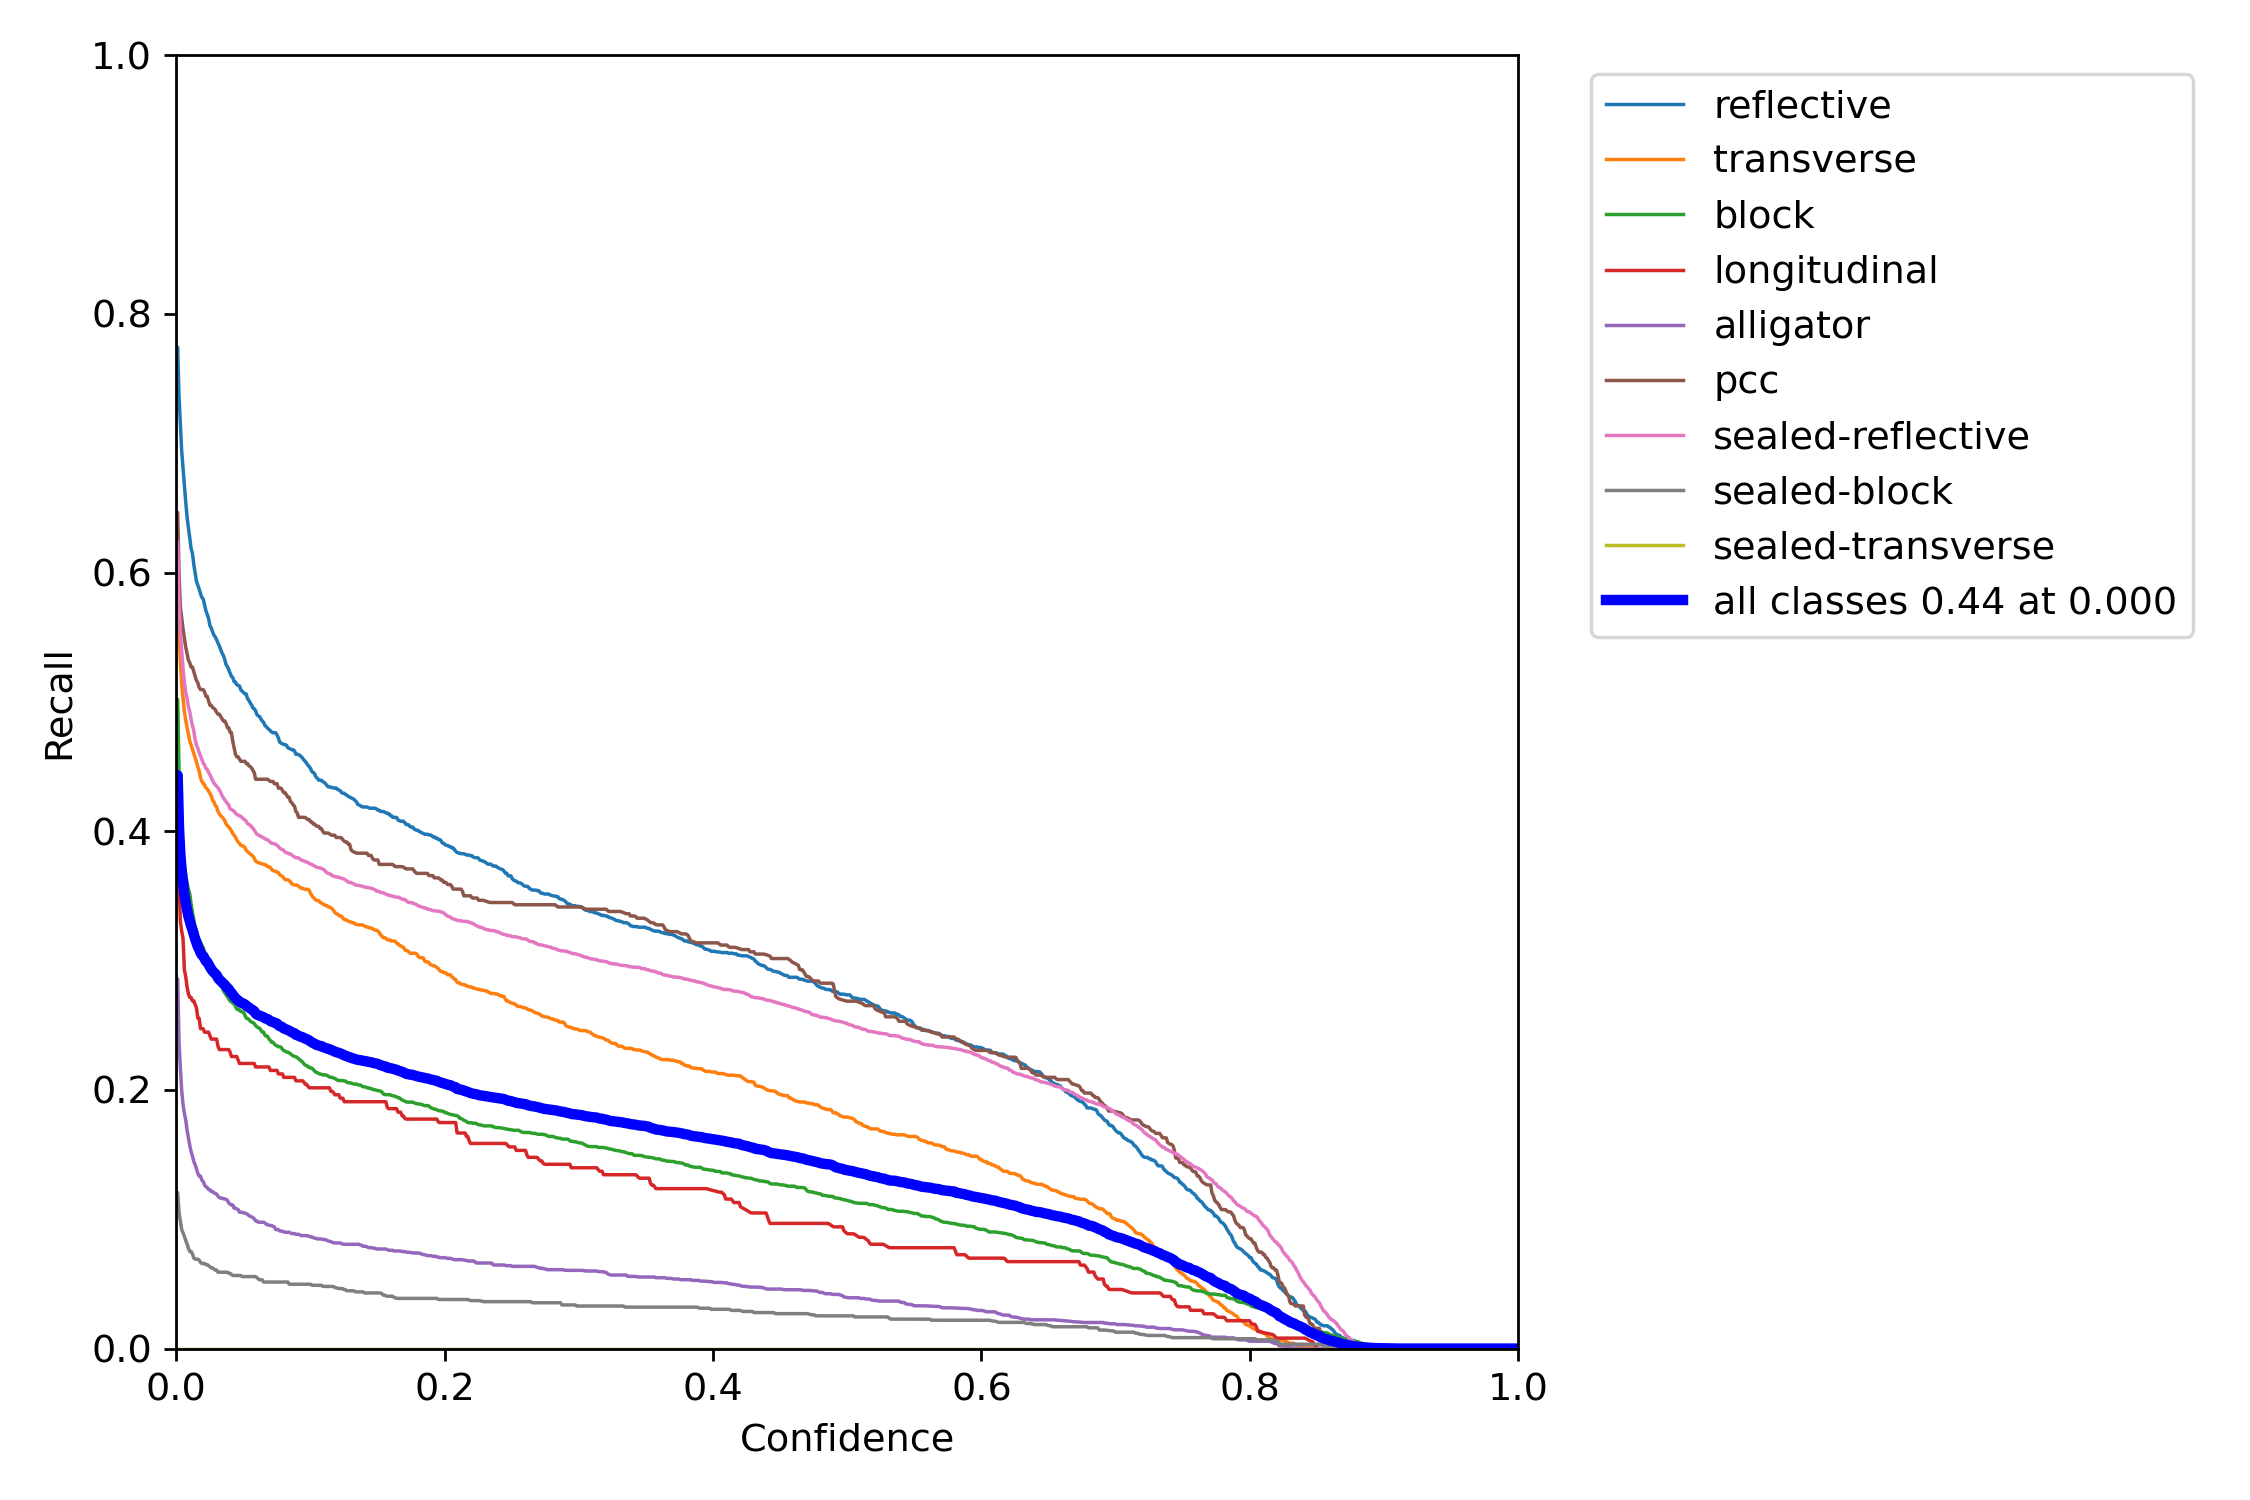 1.0
0.8
0.6
0.4
0.2
0.0
Recall
0.0 0.2 0.4 0.6 0.8 1.0
Confidence
reflective
transverse
block
longitudinal
alligator
pcc
sealed-reflective
sealed-block
sealed-transverse
all classes 0.44 at 0.000